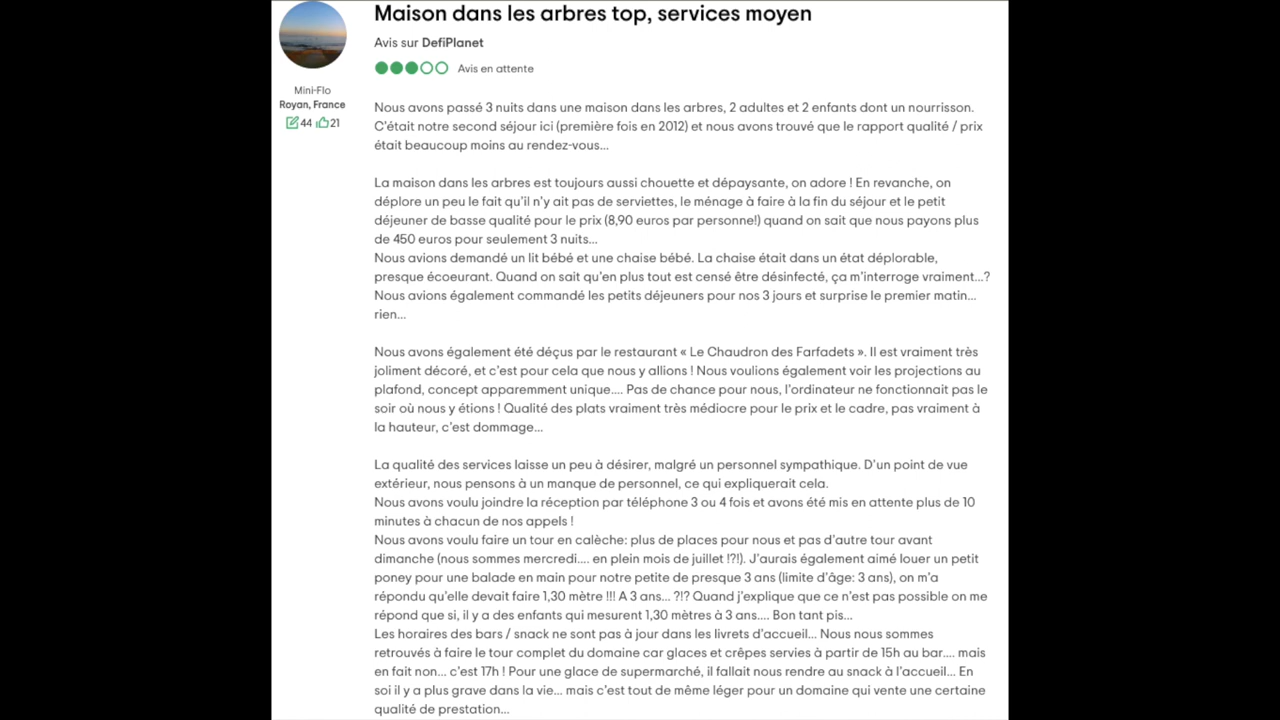 Maison dans les arbres top, services moyen
Avis sur DefiPlanet
Avis en attente
Mini-Flo
Royan, France
44 21
Nous avons passé 3 nuits dans une maison dans les arbres, 2 adultes et 2 enfants dont un nourrisson.
C'était notre second séjour ici (première fois en 2012) et nous avons trouvé que le rapport qualité / prix
était beaucoup moins au rendez-vous...
La maison dans les arbres est toujours aussi chouette et dépaysante, on adore ! En revanche, on
déplore un peu le fait qu'il n'y ait pas de serviettes, le ménage à faire à la fin du séjour et le petit
déjeuner de basse qualité pour le prix (8,90 euros par personne!) quand on sait que nous payons plus
de 450 euros pour seulement 3 nuits...
Nous avions demandé un lit bébé et une chaise bébé. La chaise était dans un état déplorable,
presque écoeurant. Quand on sait qu'en plus tout est censé être désinfecté, ça m'interroge vraiment...?
Nous avions également commandé les petits déjeuners pour nos 3 jours et surprise le premier matin...
rien...
Nous avons également été déçus par le restaurant « Le Chaudron des Farfadets ». Il est vraiment très
joliment décoré, et c'est pour cela que nous y allions ! Nous voulions également voir les projections au
plafond, concept apparemment unique.... Pas de chance pour nous, l'ordinateur ne fonctionnait pas le
soir où nous y étions ! Qualité des plats vraiment très médiocre pour le prix et le cadre, pas vraiment à
la hauteur, c'est dommage...
La qualité des services laisse un peu à désirer, malgré un personnel sympathique. D'un point de vue
extérieur, nous pensons à un manque de personnel, ce qui expliquerait cela.
Nous avons voulu joindre la réception par téléphone 3 ou 4 fois et avons été mis en attente plus de 10
minutes à chacun de nos appels !
Nous avons voulu faire un tour en calèche: plus de places pour nous et pas d'autre tour avant
dimanche (nous sommes mercredi.... en plein mois de juillet !?!). J'aurais également aimé louer un petit
poney pour une balade en main pour notre petite de presque 3 ans (limite d'âge: 3 ans), on m'a
répondu qu'elle devait faire 1,30 mètre !!! A 3 ans... ?!? Quand j'explique que ce n'est pas possible on me
répond que si, il y a des enfants qui mesurent 1,30 mètres à 3 ans.... Bon tant pis...
Les horaires des bars / snack ne sont pas à jour dans les livrets d'accueil... Nous nous sommes
retrouvés à faire le tour complet du domaine car glaces et crêpes servies à partir de 15h au bar.... mais
en fait non... c'est 17h ! Pour une glace de supermarché, il fallait nous rendre au snack à l'accueil... En
soi il y a plus grave dans la vie... mais c'est tout de même léger pour un domaine qui vente une certaine
qualité de prestation...